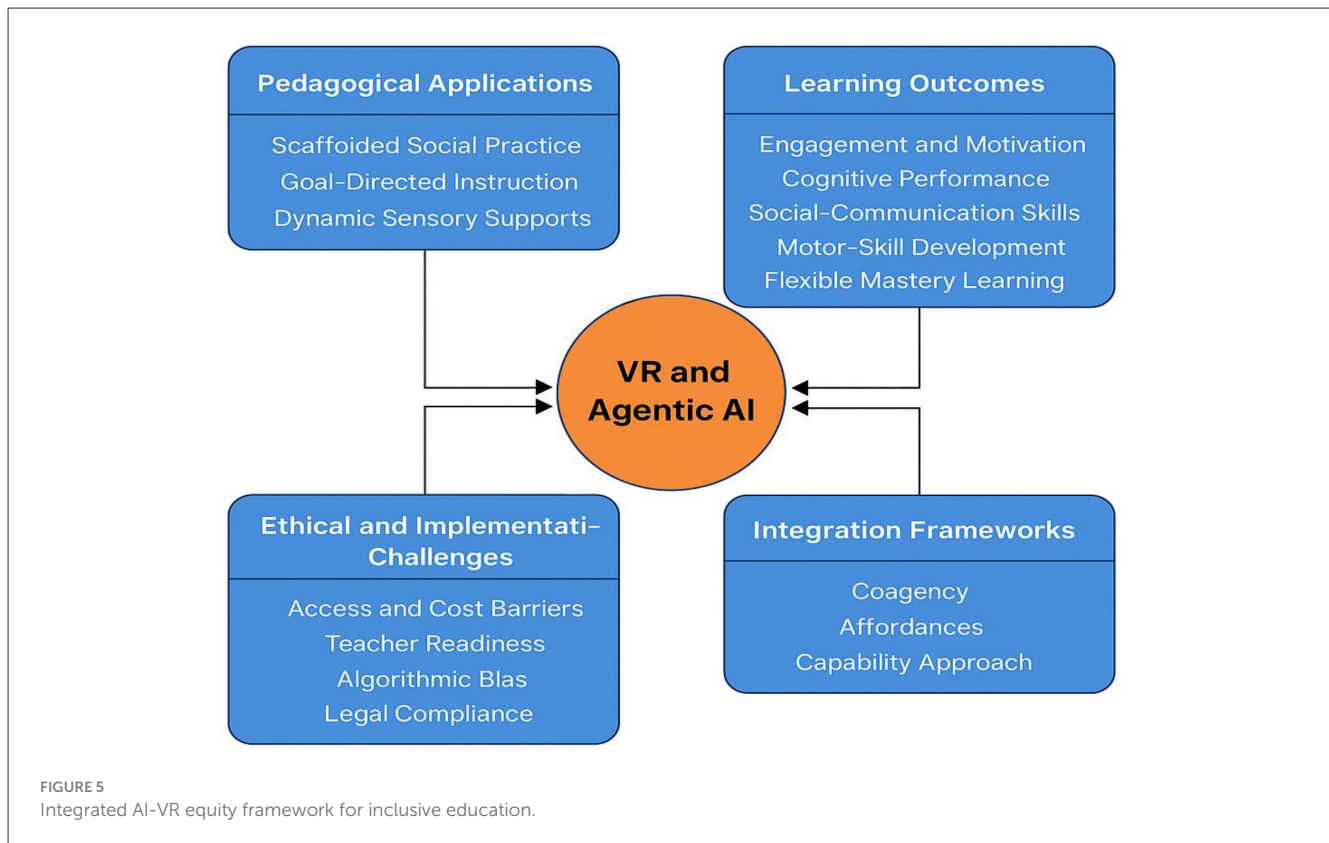 Pedagogical Applications
Scaffoided Social Practice
Goal-Directed Instruction
Dynamic Sensory Supports
Learning Outcomes
Engagement and Motivation
Cognitive Performance
Social-Communication Skills
Motor-Skill Development
Flexible Mastery Learning
VR and
Agentic AI
Ethical and Implementati-
Challenges
Access and Cost Barriers
Teacher Readiness
Algorithmic Blas
Legal Compliance
Integration Frameworks
Coagency
Affordances
Capability Approach
FIGURE 5
Integrated AI-VR equity framework for inclusive education.